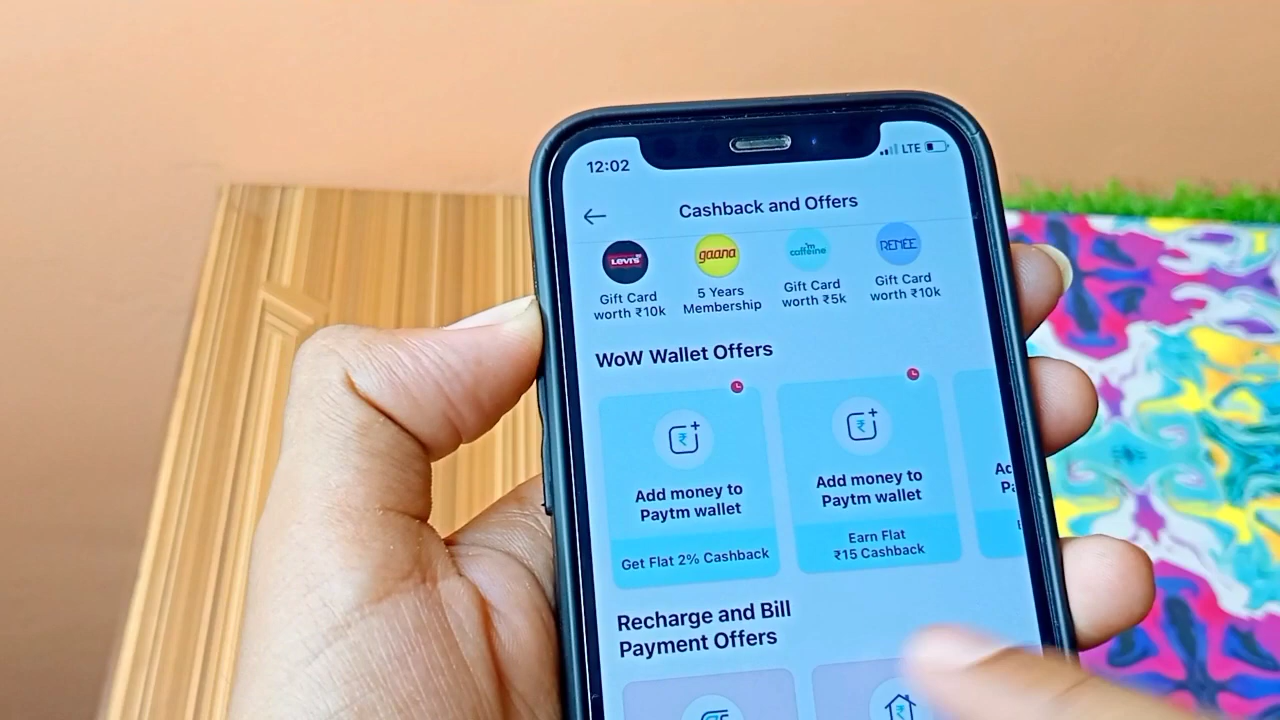 12:02
LTE
Cashback and Offers
LEVI'S
gaana
mcaffeine
RENEE
Gift Card
worth ₹10k
5 Years
Membership
Gift Card
worth ₹5k
Gift Card
worth ₹10k
WoW Wallet Offers
Add money to
Paytm wallet
Get Flat 2% Cashback
Add money to
Paytm wallet
Earn Flat
₹15 Cashback
Recharge and Bill
Payment Offers